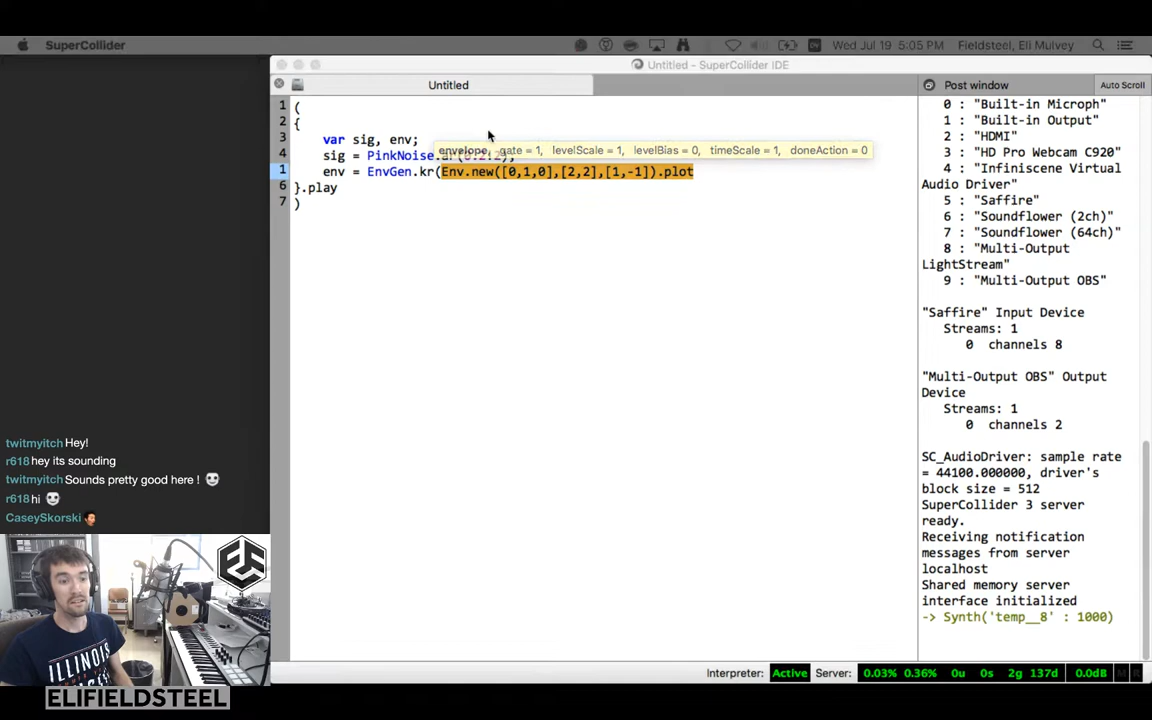 SuperCollider
Wed Jul 19 5:05 PM Fieldsteel, Eli Mulvey
Untitled - SuperCollider IDE
Untitled
Post window Auto Scroll
1 (
2 {
3 var sig, env;
envelope, gate = 1, levelScale = 1, levelBias = 0, timeScale = 1, doneAction = 0
4 sig = PinkNoise.ar(0.2!2);
1 env = EnvGen.kr(Env.new([0,1,0],[2,2],[1,-1]).plot
6 }.play
7 )
0 : "Built-in Microph"
1 : "Built-in Output"
2 : "HDMI"
3 : "HD Pro Webcam C920"
4 : "Infiniscene Virtual
Audio Driver"
5 : "Saffire"
6 : "Soundflower (2ch)"
7 : "Soundflower (64ch)"
8 : "Multi-Output
LightStream"
9 : "Multi-Output OBS"
"Saffire" Input Device
Streams: 1
0 channels 8
"Multi-Output OBS" Output
Device
Streams: 1
0 channels 2
SC_AudioDriver: sample rate
= 44100.000000, driver's
block size = 512
SuperCollider 3 server
ready.
Receiving notification
messages from server
localhost
Shared memory server
interface initialized
-> Synth('temp__8' : 1000)
twitmyitch Hey!
r618 hey its sounding
twitmyitch Sounds pretty good here !
r618 hi
CaseySkorski
ILLINOIS
ELIFIELDSTEEL
Interpreter: Active Server: 0.03% 0.36% 0u 0s 2g 137d 0.0dB M R